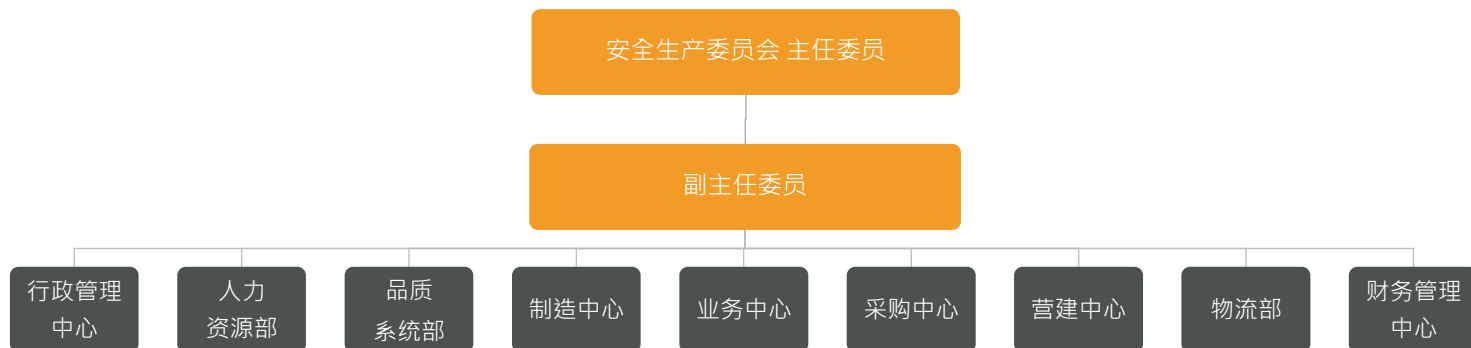 安全生产委员会 主任委员
副主任委员
行政管理
中心
人力
资源部
品质
系统部
制造中心
业务中心
采购中心
营建中心
物流部
财务管理
中心